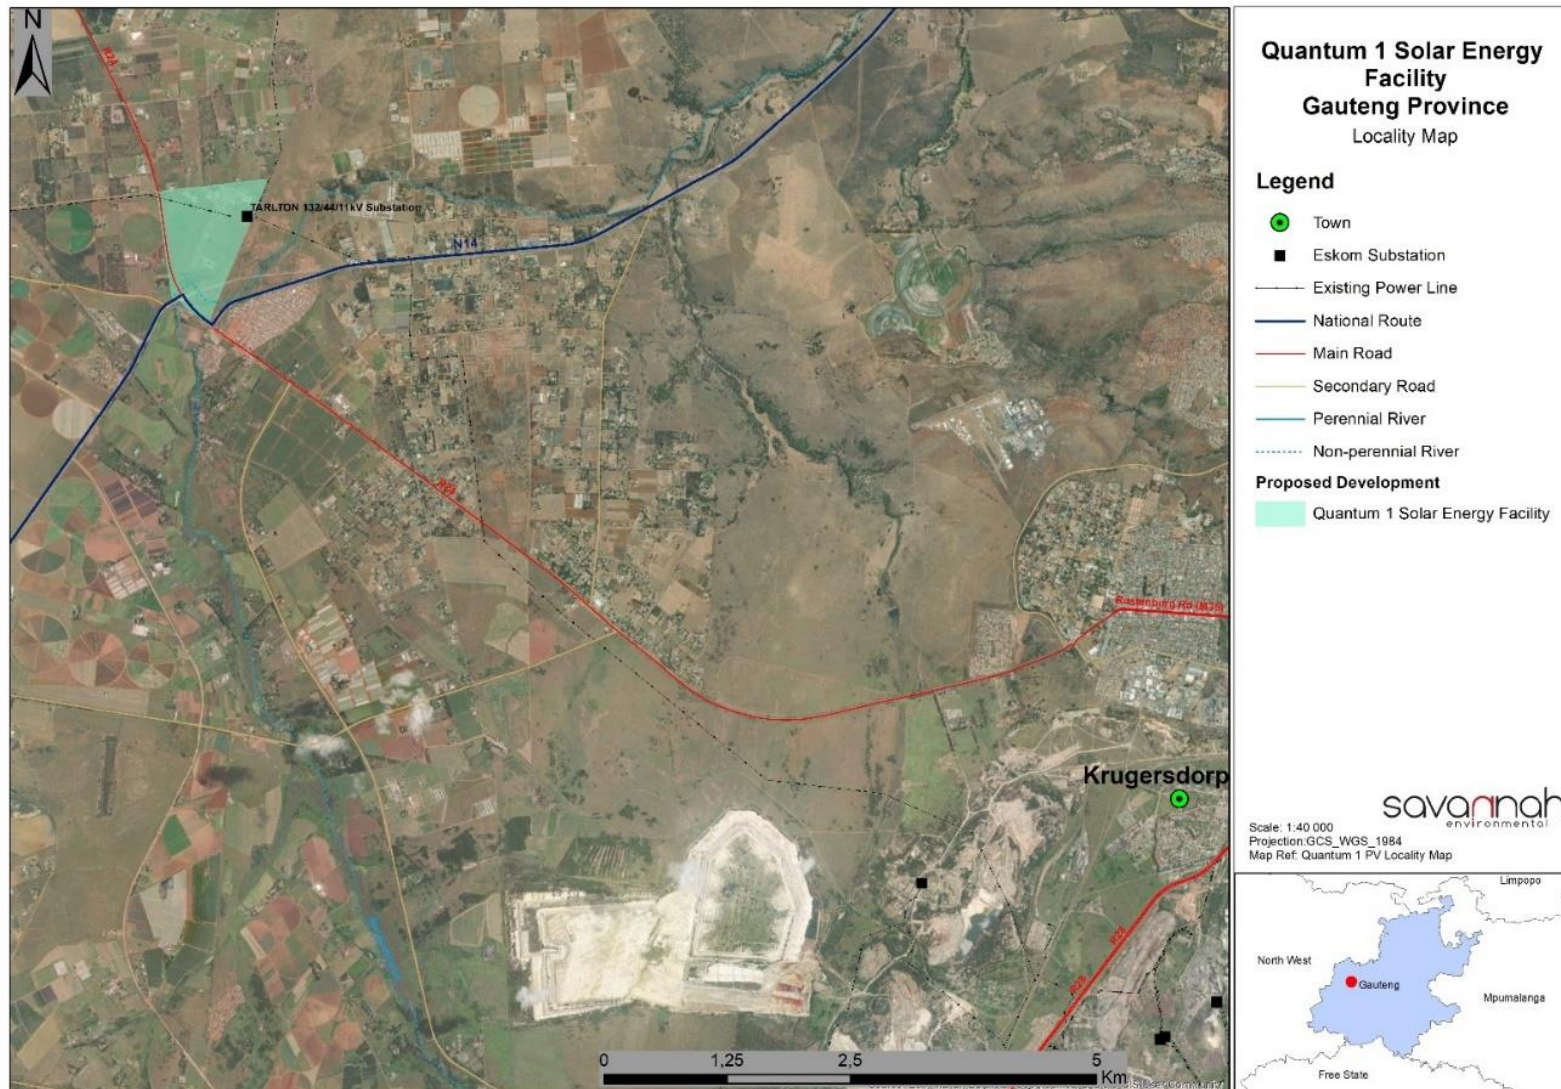 N
R24
TARLTON 132/44/11kV Substation
N14
R24
Rustenburg Rd (M36)
Krugersdorp
R28
R28
0 1,25 2,5 5
Km
Quantum 1 Solar Energy
Facility
Gauteng Province
Locality Map
Legend
Town
Eskom Substation
Existing Power Line
National Route
Main Road
Secondary Road
Perennial River
Non-perennial River
Proposed Development
Quantum 1 Solar Energy Facility
savannah
environmental
Scale: 1:40 000
Projection:GCS_WGS_1984
Map Ref: Quantum 1 PV Locality Map
Limpopo
North West
Gauteng
Mpumalanga
Free State